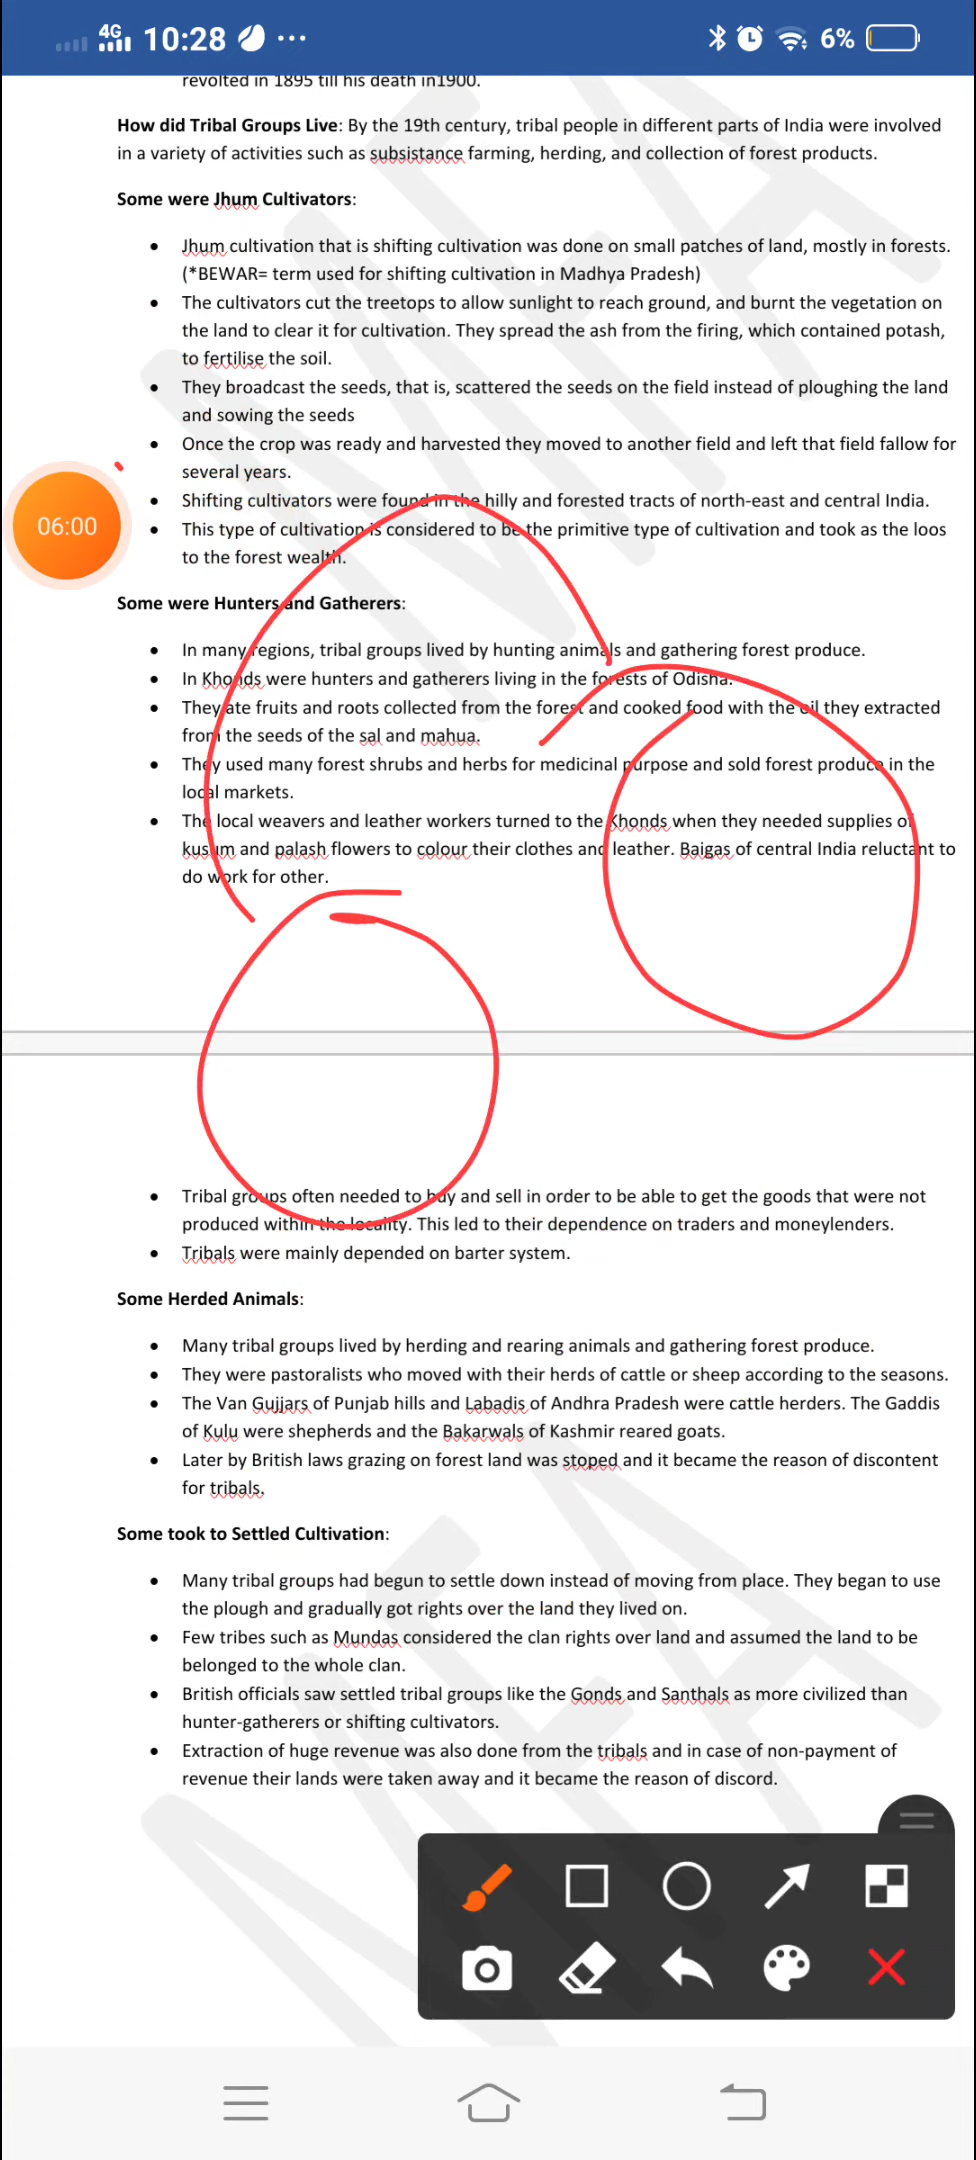 4G 10:28 ... 6%
revolted in 1895 till his death in1900.
How did Tribal Groups Live: By the 19th century, tribal people in different parts of India were involved
in a variety of activities such as subsistance farming, herding, and collection of forest products.
Some were Jhum Cultivators:
• Jhum cultivation that is shifting cultivation was done on small patches of land, mostly in forests.
(*BEWAR= term used for shifting cultivation in Madhya Pradesh)
• The cultivators cut the treetops to allow sunlight to reach ground, and burnt the vegetation on
the land to clear it for cultivation. They spread the ash from the firing, which contained potash,
to fertilise the soil.
• They broadcast the seeds, that is, scattered the seeds on the field instead of ploughing the land
and sowing the seeds
• Once the crop was ready and harvested they moved to another field and left that field fallow for
several years.
06:00
• Shifting cultivators were found in the hilly and forested tracts of north-east and central India.
• This type of cultivation is considered to be the primitive type of cultivation and took as the loos
to the forest wealth.
Some were Hunters and Gatherers:
• In many regions, tribal groups lived by hunting animals and gathering forest produce.
• In Khonds were hunters and gatherers living in the forests of Odisha.
• They ate fruits and roots collected from the forest and cooked food with the oil they extracted
from the seeds of the sal and mahua.
• They used many forest shrubs and herbs for medicinal purpose and sold forest produce in the
local markets.
• The local weavers and leather workers turned to the Khonds when they needed supplies of
kusum and palash flowers to colour their clothes and leather. Baigas of central India reluctant to
do work for other.
• Tribal groups often needed to buy and sell in order to be able to get the goods that were not
produced within the locality. This led to their dependence on traders and moneylenders.
• Tribals were mainly depended on barter system.
Some Herded Animals:
• Many tribal groups lived by herding and rearing animals and gathering forest produce.
• They were pastoralists who moved with their herds of cattle or sheep according to the seasons.
• The Van Gujjars of Punjab hills and Labadis of Andhra Pradesh were cattle herders. The Gaddis
of Kulu were shepherds and the Bakarwals of Kashmir reared goats.
• Later by British laws grazing on forest land was stoped and it became the reason of discontent
for tribals.
Some took to Settled Cultivation:
• Many tribal groups had begun to settle down instead of moving from place. They began to use
the plough and gradually got rights over the land they lived on.
• Few tribes such as Mundas considered the clan rights over land and assumed the land to be
belonged to the whole clan.
• British officials saw settled tribal groups like the Gonds and Santhals as more civilized than
hunter-gatherers or shifting cultivators.
• Extraction of huge revenue was also done from the tribals and in case of non-payment of
revenue their lands were taken away and it became the reason of discord.